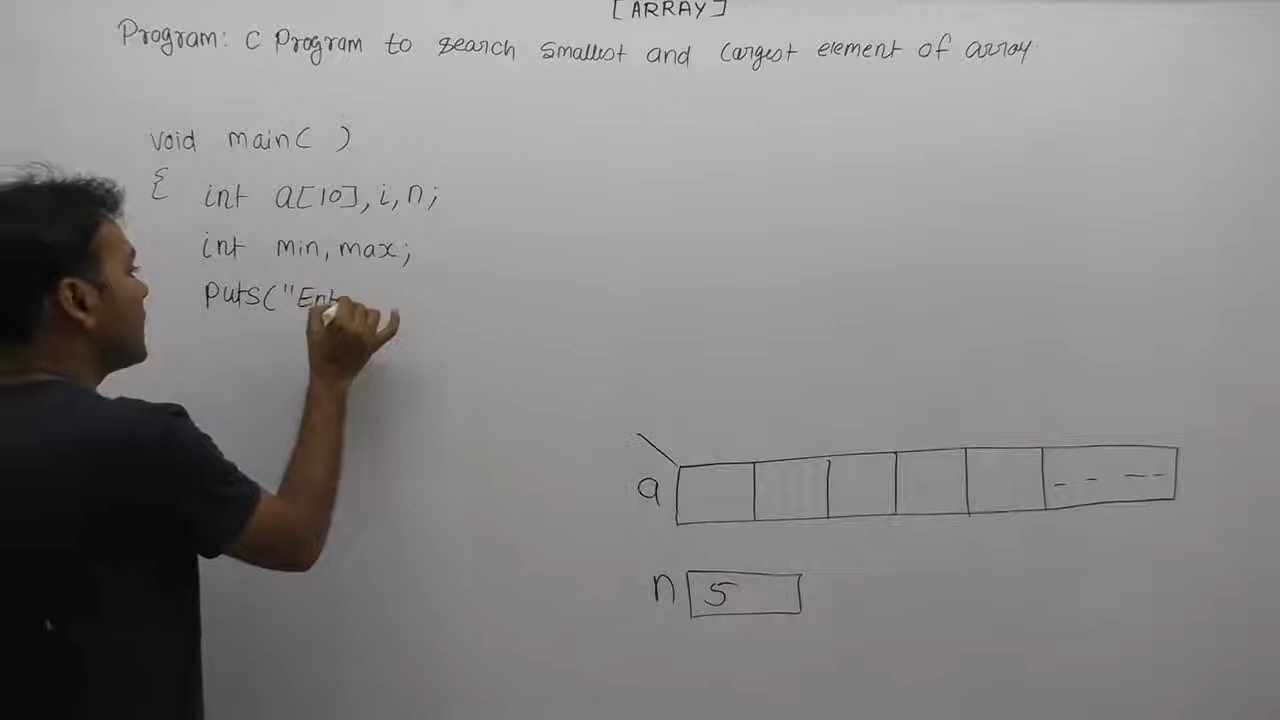 [ARRAY]
Program: C Program to search smallest and largest element of array.
void main( )
{ int a[10], i, n;
int min, max;
puts("Ent
a
n 5